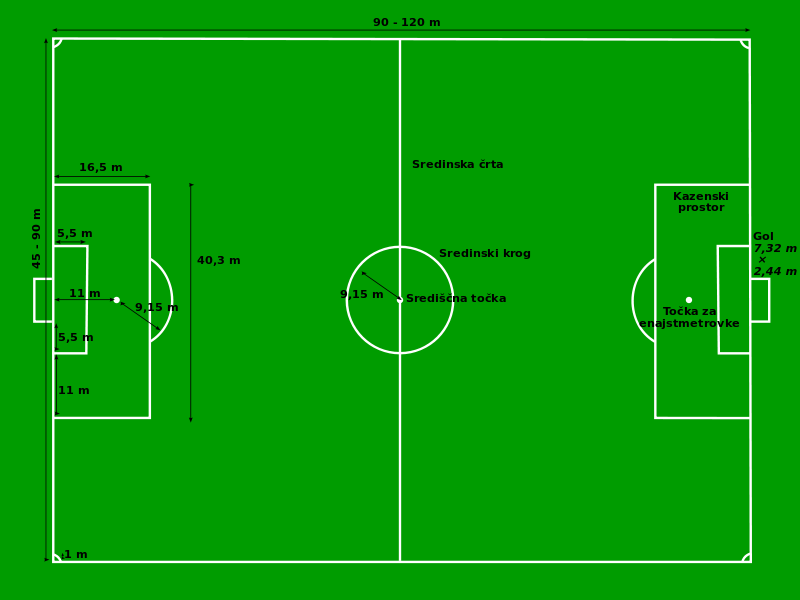 90 - 120 m
Sredinska črta
16,5 m
Kazenski
prostor
45 - 90 m
5,5 m
Gol
7,32 m
×
2,44 m
Sredinski krog
40,3 m
11 m
9,15 m
9,15 m
Središčna točka
Točka za
enajstmetrovke
5,5 m
11 m
1 m